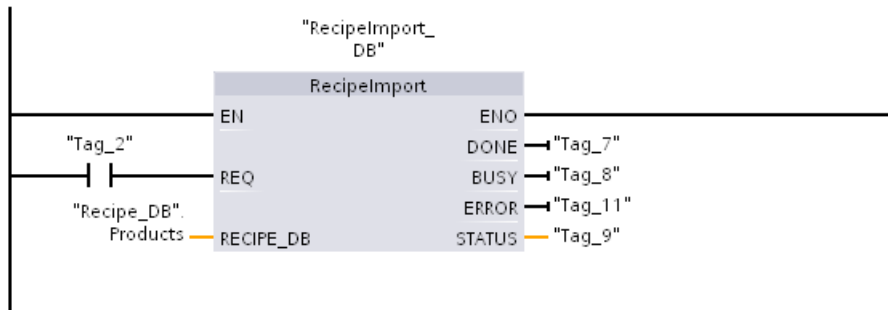 "RecipeImport_
DB"
RecipeImport
EN ENO
"Tag_2" DONE "Tag_7"
REQ BUSY "Tag_8"
"Recipe_DB". ERROR "Tag_11"
Products RECIPE_DB STATUS "Tag_9"